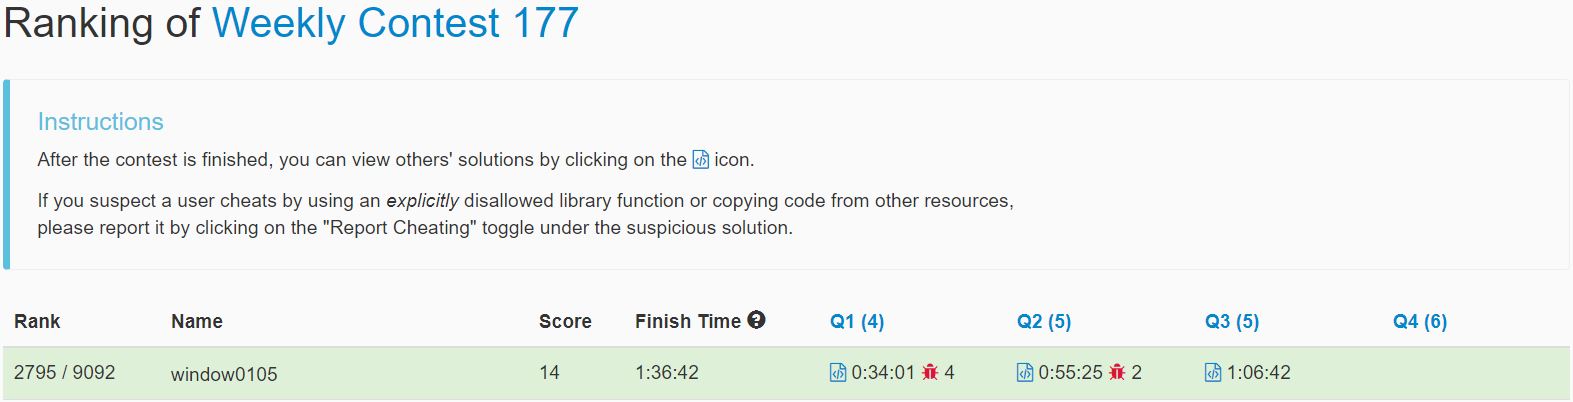 Ranking of Weekly Contest 177
Instructions
After the contest is finished, you can view others' solutions by clicking on the icon.
If you suspect a user cheats by using an explicitly disallowed library function or copying code from other resources,
please report it by clicking on the "Report Cheating" toggle under the suspicious solution.
Rank Name Score Finish Time Q1 (4) Q2 (5) Q3 (5) Q4 (6)
2795 / 9092 window0105 14 1:36:42 0:34:01 4 0:55:25 2 1:06:42